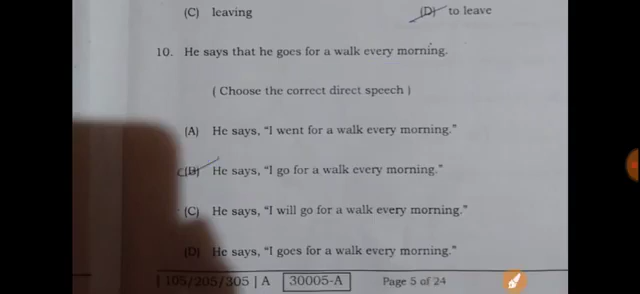 (C) leaving (D) to leave
10. He says that he goes for a walk every morning.
( Choose the correct direct speech )
(A) He says, "I went for a walk every morning."
(B) He says, "I go for a walk every morning."
(C) He says, "I will go for a walk every morning."
(D) He says, "I goes for a walk every morning."
| 105/205/305 | A 30005-A Page 5 of 24